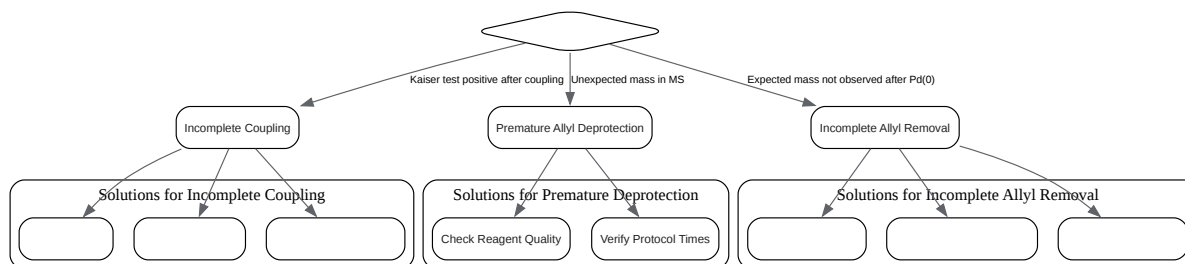 Kaiser test positive after coupling
Unexpected mass in MS
Expected mass not observed after Pd(0)
Incomplete Coupling
Premature Allyl Deprotection
Incomplete Allyl Removal
Solutions for Incomplete Coupling
Solutions for Premature Deprotection
Solutions for Incomplete Allyl Removal
Check Reagent Quality
Verify Protocol Times